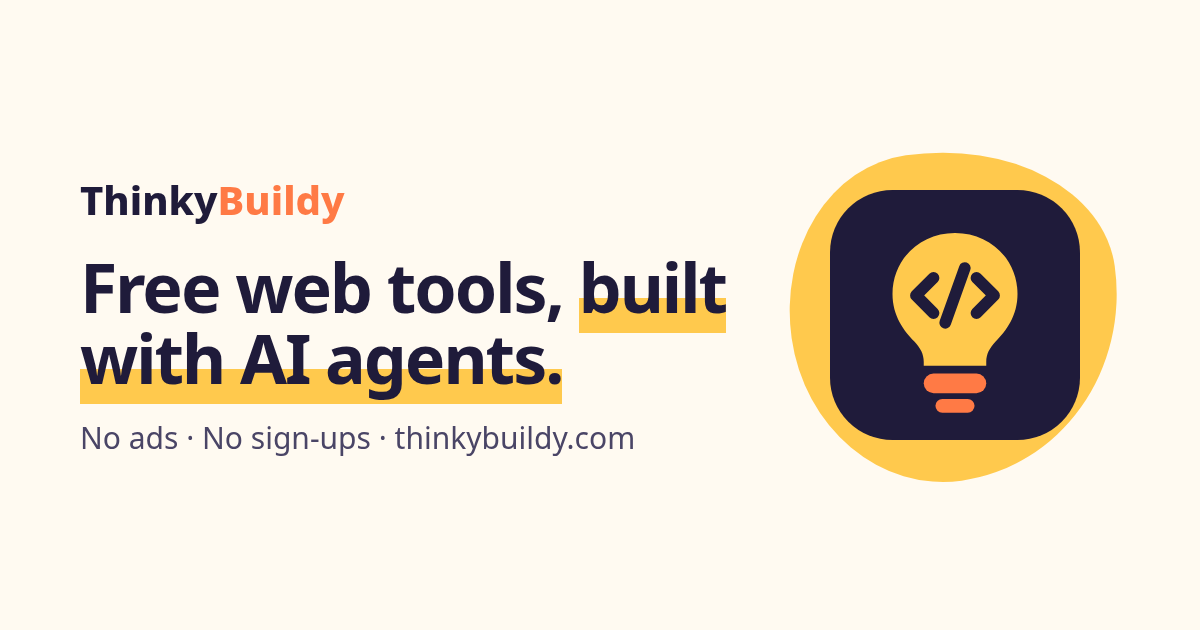 ThinkyBuildy
Free web tools, built
with AI agents.
No ads · No sign-ups · thinkybuildy.com
</>